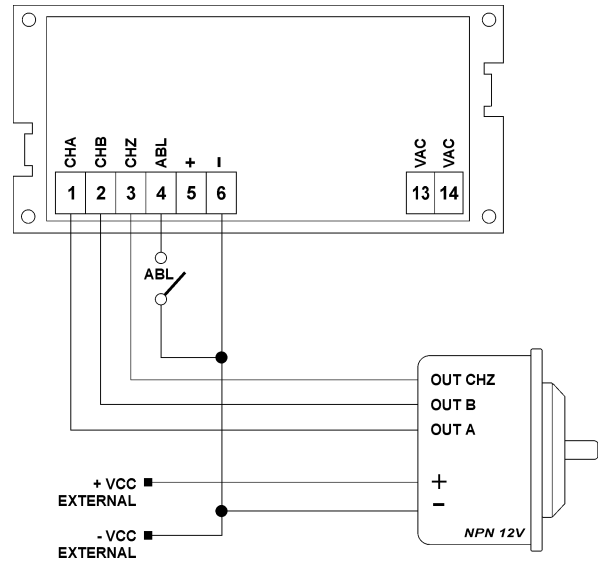 CHA CHB CHZ ABL + - VAC VAC
1 2 3 4 5 6 13 14
ABL
OUT CHZ
OUT B
OUT A
+ VCC
EXTERNAL
+
- VCC
EXTERNAL
-
NPN 12V